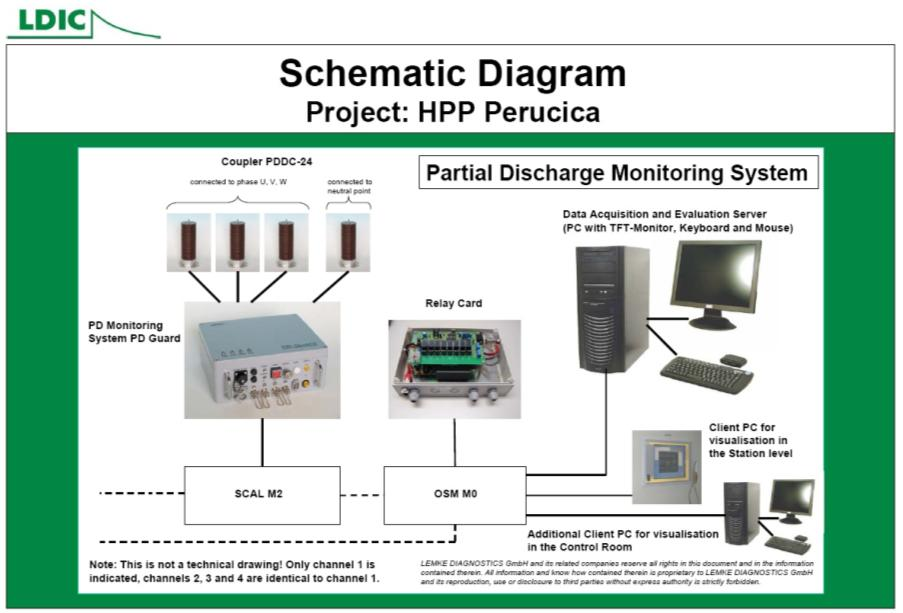 LDIC
Schematic Diagram
Project: HPP Perucica
Coupler PDDC-24
connected to phase U, V, W
connected to
neutral point
Partial Discharge Monitoring System
Data Acquisition and Evaluation Server
(PC with TFT-Monitor, Keyboard and Mouse)
PD Monitoring
System PD Guard
Relay Card
Client PC for
visualisation in
the Station level
SCAL M2
OSM M0
Additional Client PC for visualisation
in the Control Room
Note: This is not a technical drawing! Only channel 1 is
indicated, channels 2, 3 and 4 are identical to channel 1.
LEMKE DIAGNOSTICS GmbH and its related companies reserve all rights in this document and in the information
contained therein. All information and know how contained therein is proprietary to LEMKE DIAGNOSTICS GmbH
and its reproduction, use or disclosure to third parties without express authority is strictly forbidden.